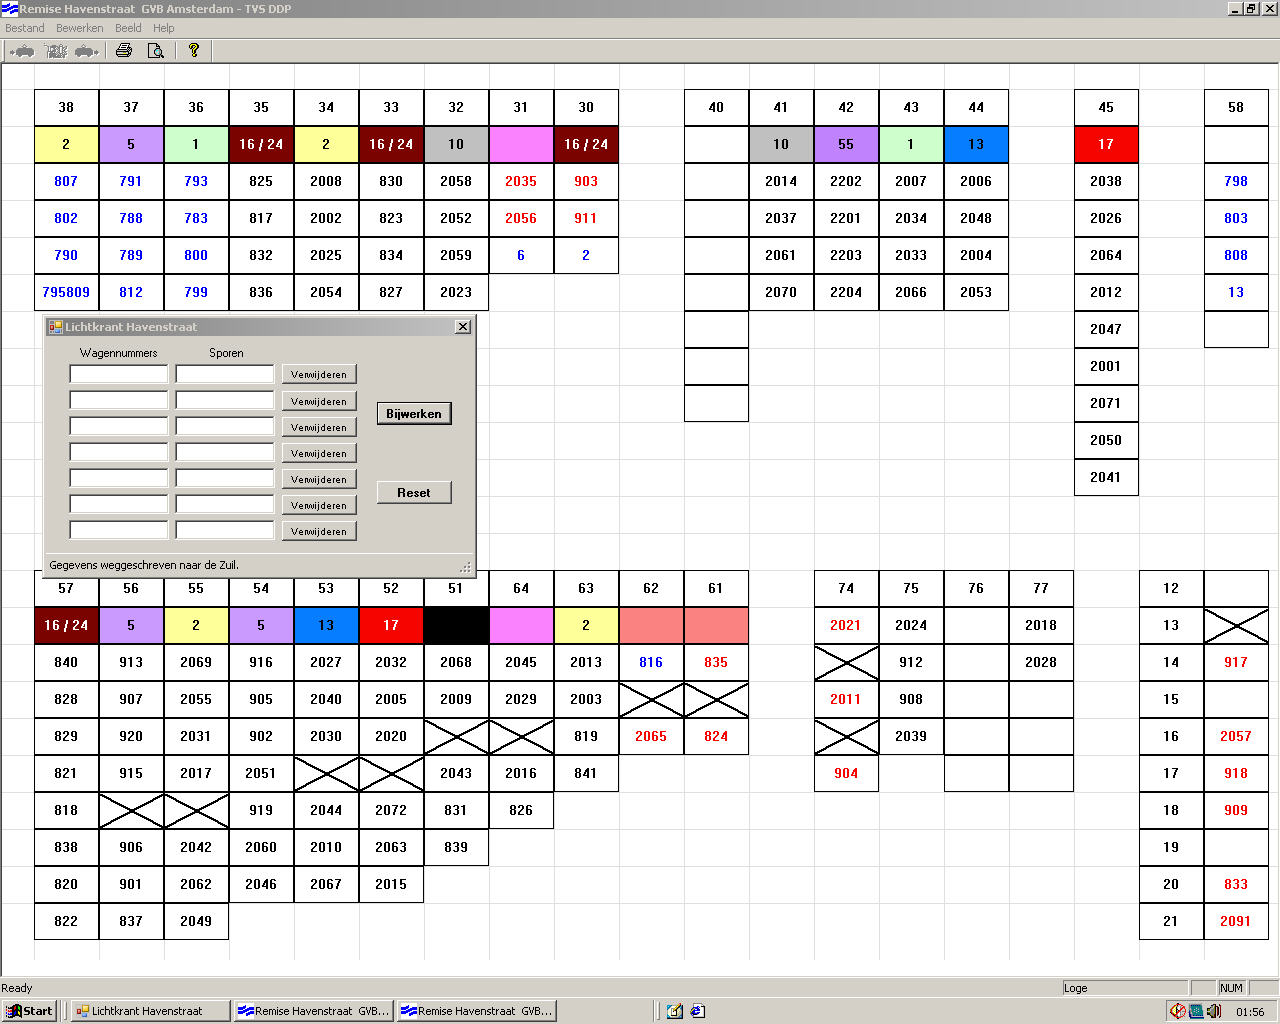 Remise Havenstraat  GVB Amsterdam - TVS DDP
Bestand Bewerken Beeld Help
38 37 36 35 34 33 32 31 30 40 41 42 43 44 45 58
2 5 1 16 / 24 2 16 / 24 10 16 / 24 10 55 1 13 17
807 791 793 825 2008 830 2058 2035 903 2014 2202 2007 2006 2038 798
802 788 783 817 2002 823 2052 2056 911 2037 2201 2034 2048 2026 803
790 789 800 832 2025 834 2059 6 2 2061 2203 2033 2004 2064 808
795809 812 799 836 2054 827 2023 2070 2204 2066 2053 2012 13
2047
2001
2071
2050
2041
Lichtkrant Havenstraat
Wagennummers Sporen
Verwijderen
Verwijderen
Bijwerken
Verwijderen
Verwijderen
Verwijderen
Reset
Verwijderen
Verwijderen
Gegevens weggeschreven naar de Zuil.
57 56 55 54 53 52 51 64 63 62 61 74 75 76 77 12
16 / 24 5 2 5 13 17 2 2021 2024 2018 13
840 913 2069 916 2027 2032 2068 2045 2013 816 835 912 2028 14 917
828 907 2055 905 2040 2005 2009 2029 2003 2011 908 15
829 920 2031 902 2030 2020 819 2065 824 2039 16 2057
821 915 2017 2051 2043 2016 841 904 17 918
818 919 2044 2072 831 826 18 909
838 906 2042 2060 2010 2063 839 19
820 901 2062 2046 2067 2015 20 833
822 837 2049 21 2091
Ready Loge NUM
Start Lichtkrant Havenstraat Remise Havenstraat  GVB... Remise Havenstraat  GVB... 01:56